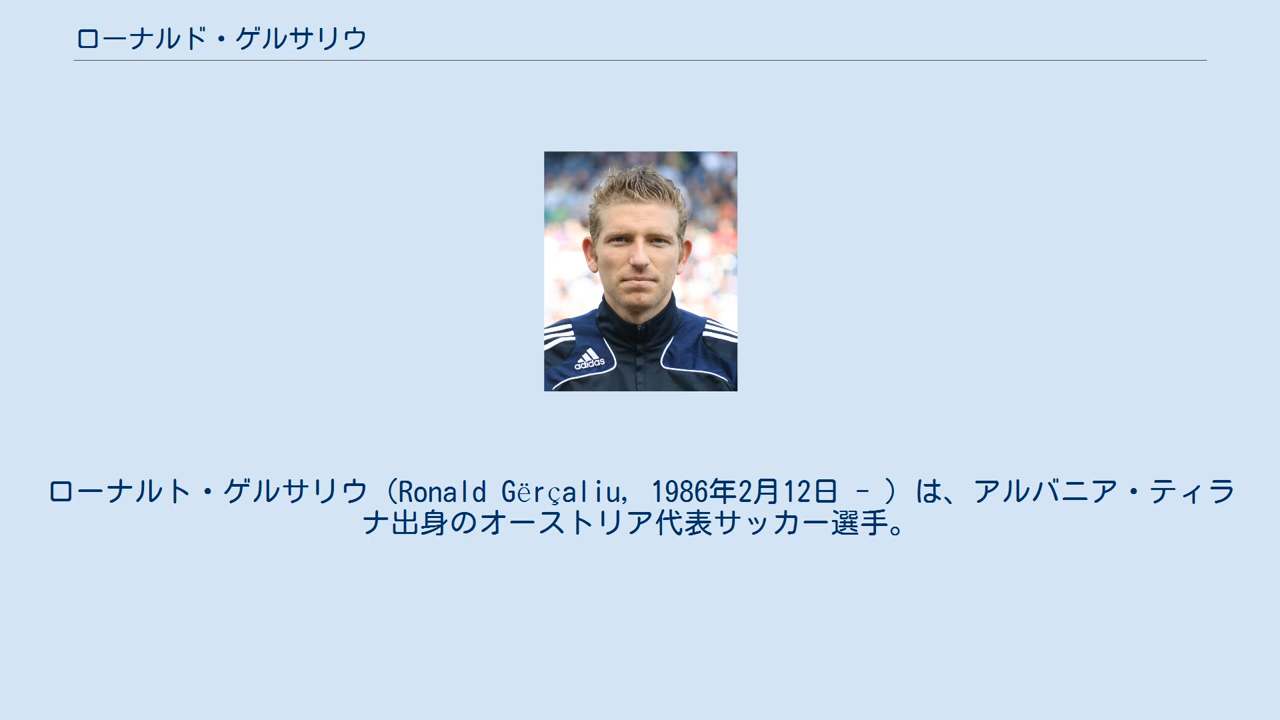 ローナルド・ゲルサリウ
adidas
ローナルト・ゲルサリウ（Ronald Gërçaliu, 1986年2月12日 - ）は、アルバニア・ティラ
ナ出身のオーストリア代表サッカー選手。